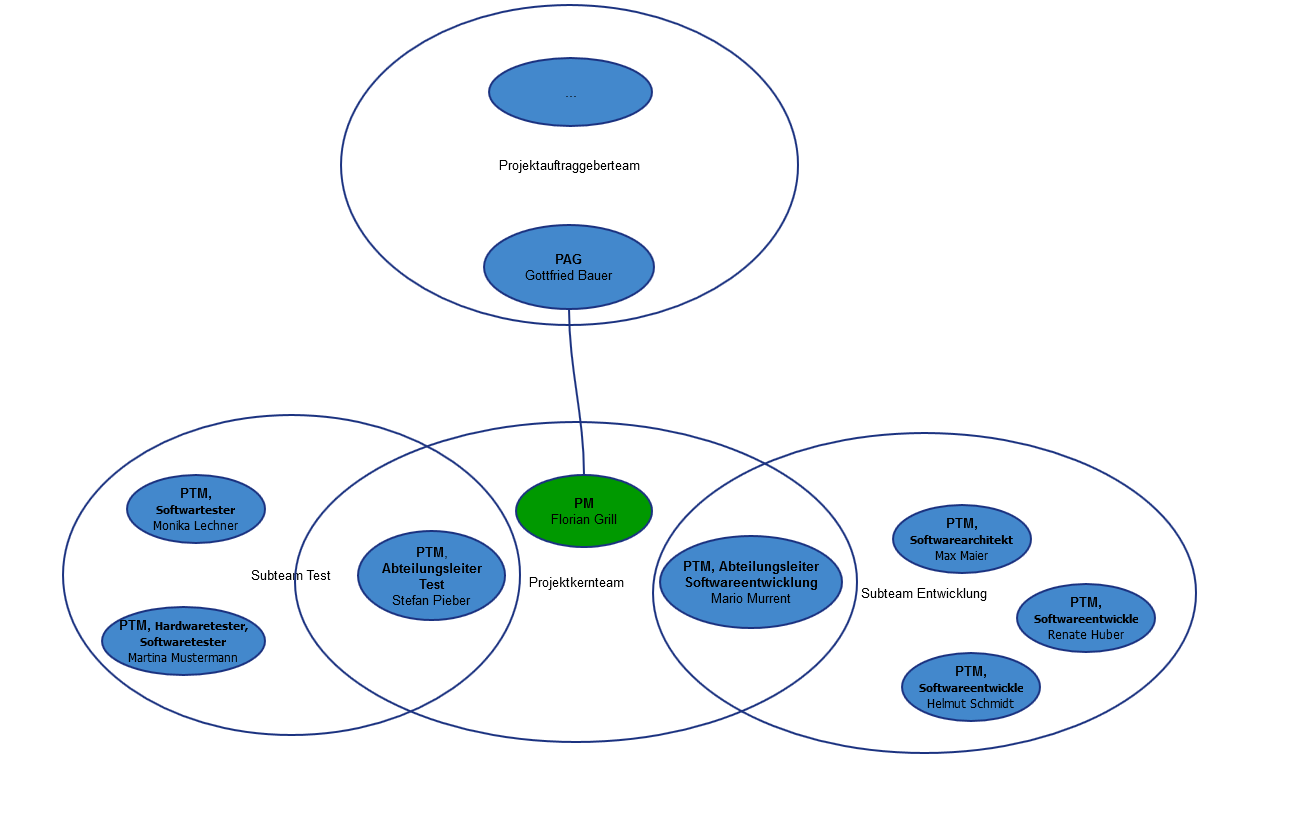 ...
Projektauftraggeberteam
PAG
Gottfried Bauer
PTM,
Softwartester
Monika Lechner
Subteam Test
PTM, Hardwaretester,
Softwaretester
Martina Mustermann
PTM,
Abteilungsleiter
Test
Stefan Pieber
PM
Florian Grill
Projektkernteam
PTM, Abteilungsleiter
Softwareentwicklung
Mario Murrent
Subteam Entwicklung
PTM,
Softwarearchitekt
Max Maier
PTM,
Softwareentwickle
Renate Huber
PTM,
Softwareentwickle
Helmut Schmidt